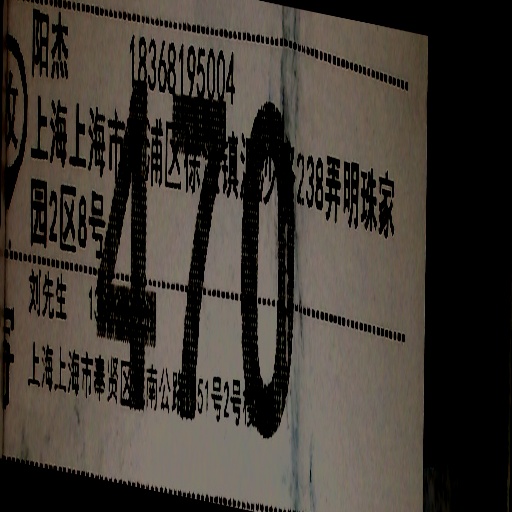 收
阳杰 18368195004
上海上海市 浦区徐 镇 238弄明珠家
园2区8号
470
刘先生 1
上海上海市奉贤区 南公路 51号2号